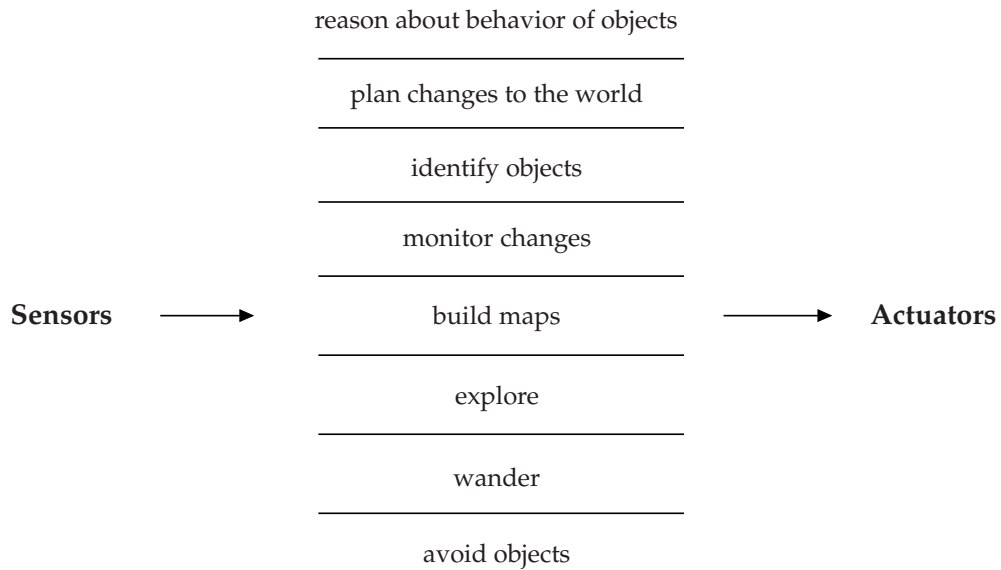 reason about behavior of objects
plan changes to the world
identify objects
monitor changes
Sensors
build maps
Actuators
explore
wander
avoid objects